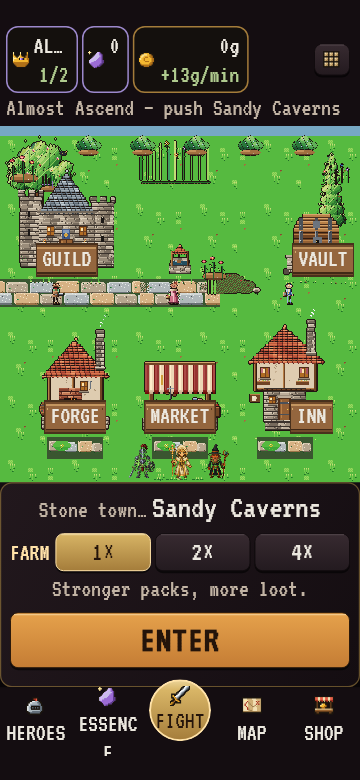 AL…
1/2
0
0g
+13g/min
Almost Ascend — push Sandy Caverns
GUILD
VAULT
FORGE
MARKET
INN
Stone town… Sandy Caverns
FARM 1X 2X 4X
Stronger packs, more loot.
ENTER
HEROES
ESSENC
E
FIGHT
MAP
SHOP